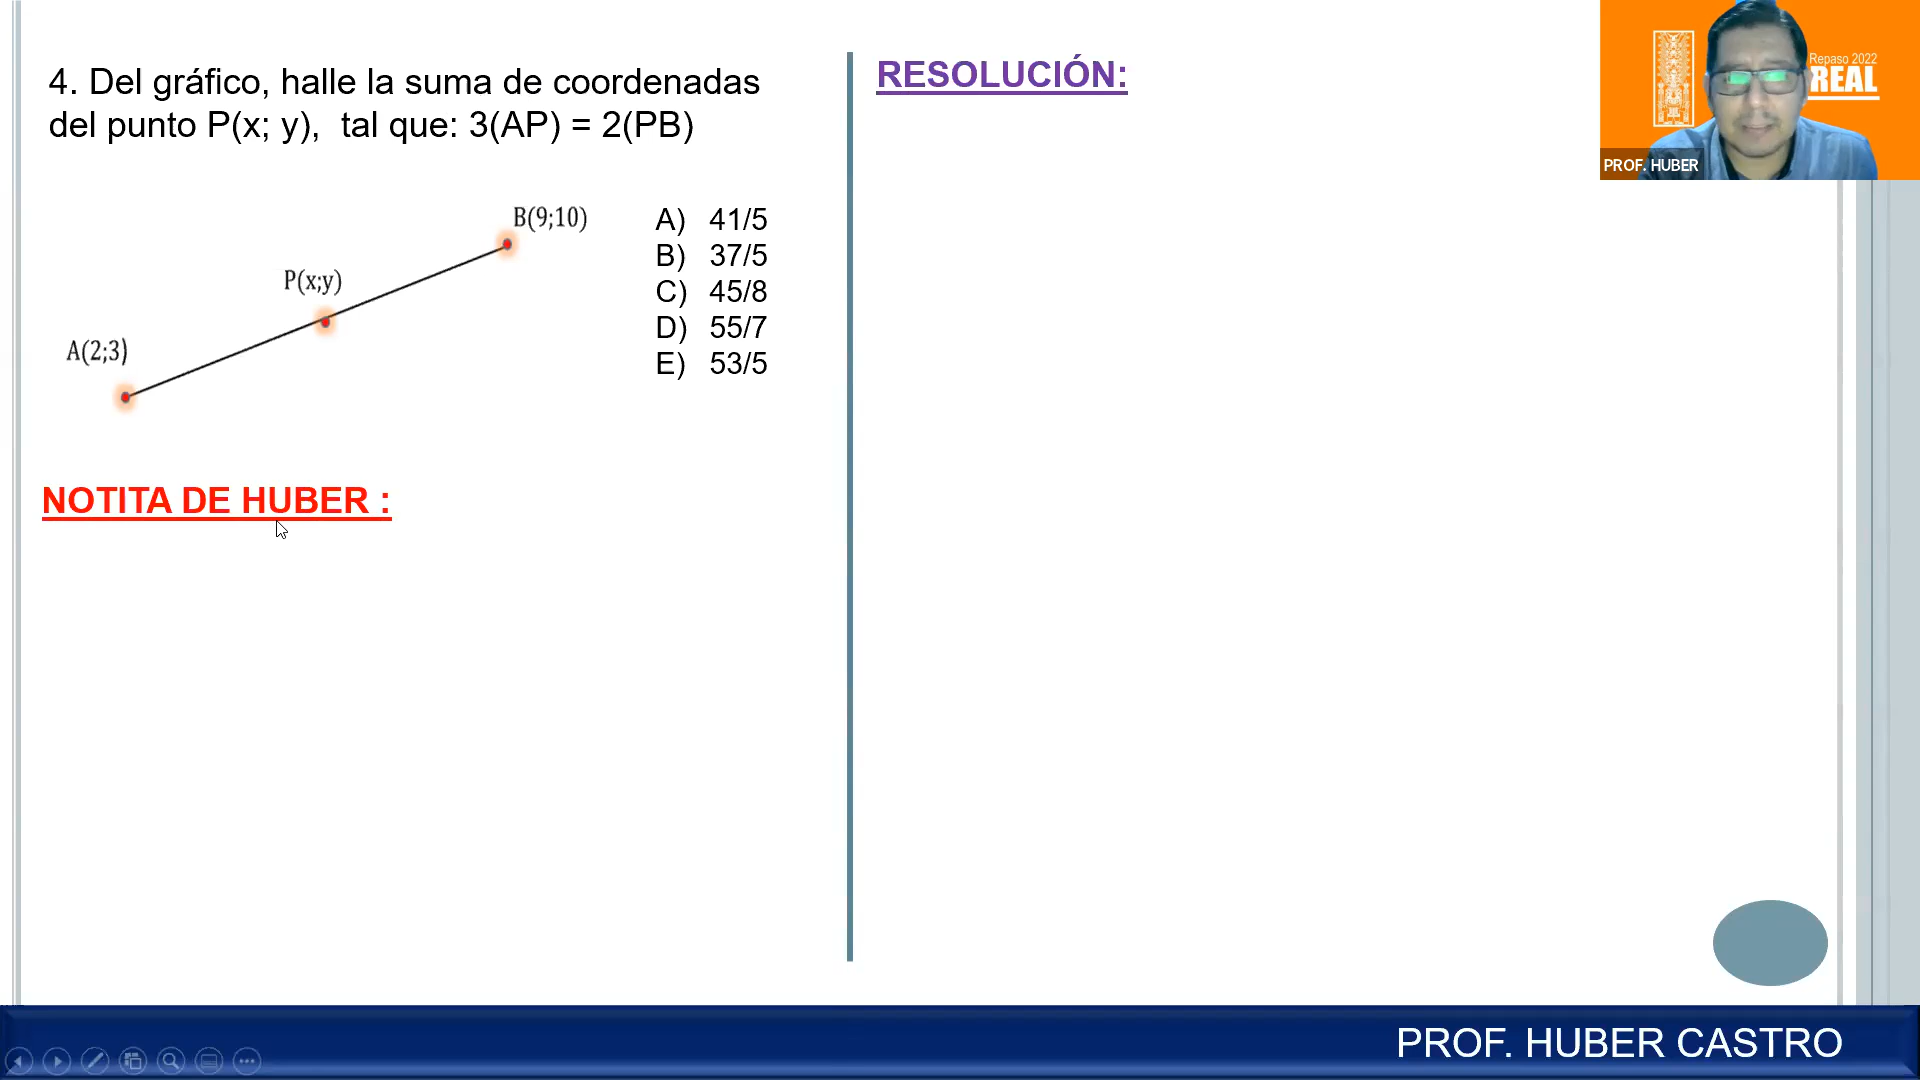 4. Del gráfico, halle la suma de coordenadas
del punto P(x; y), tal que: 3(AP) = 2(PB)
B(9;10)
P(x;y)
A(2;3)
A) 41/5
B) 37/5
C) 45/8
D) 55/7
E) 53/5
NOTITA DE HUBER :
RESOLUCIÓN:
Repaso 2022
REAL
PROF. HUBER
PROF. HUBER CASTRO